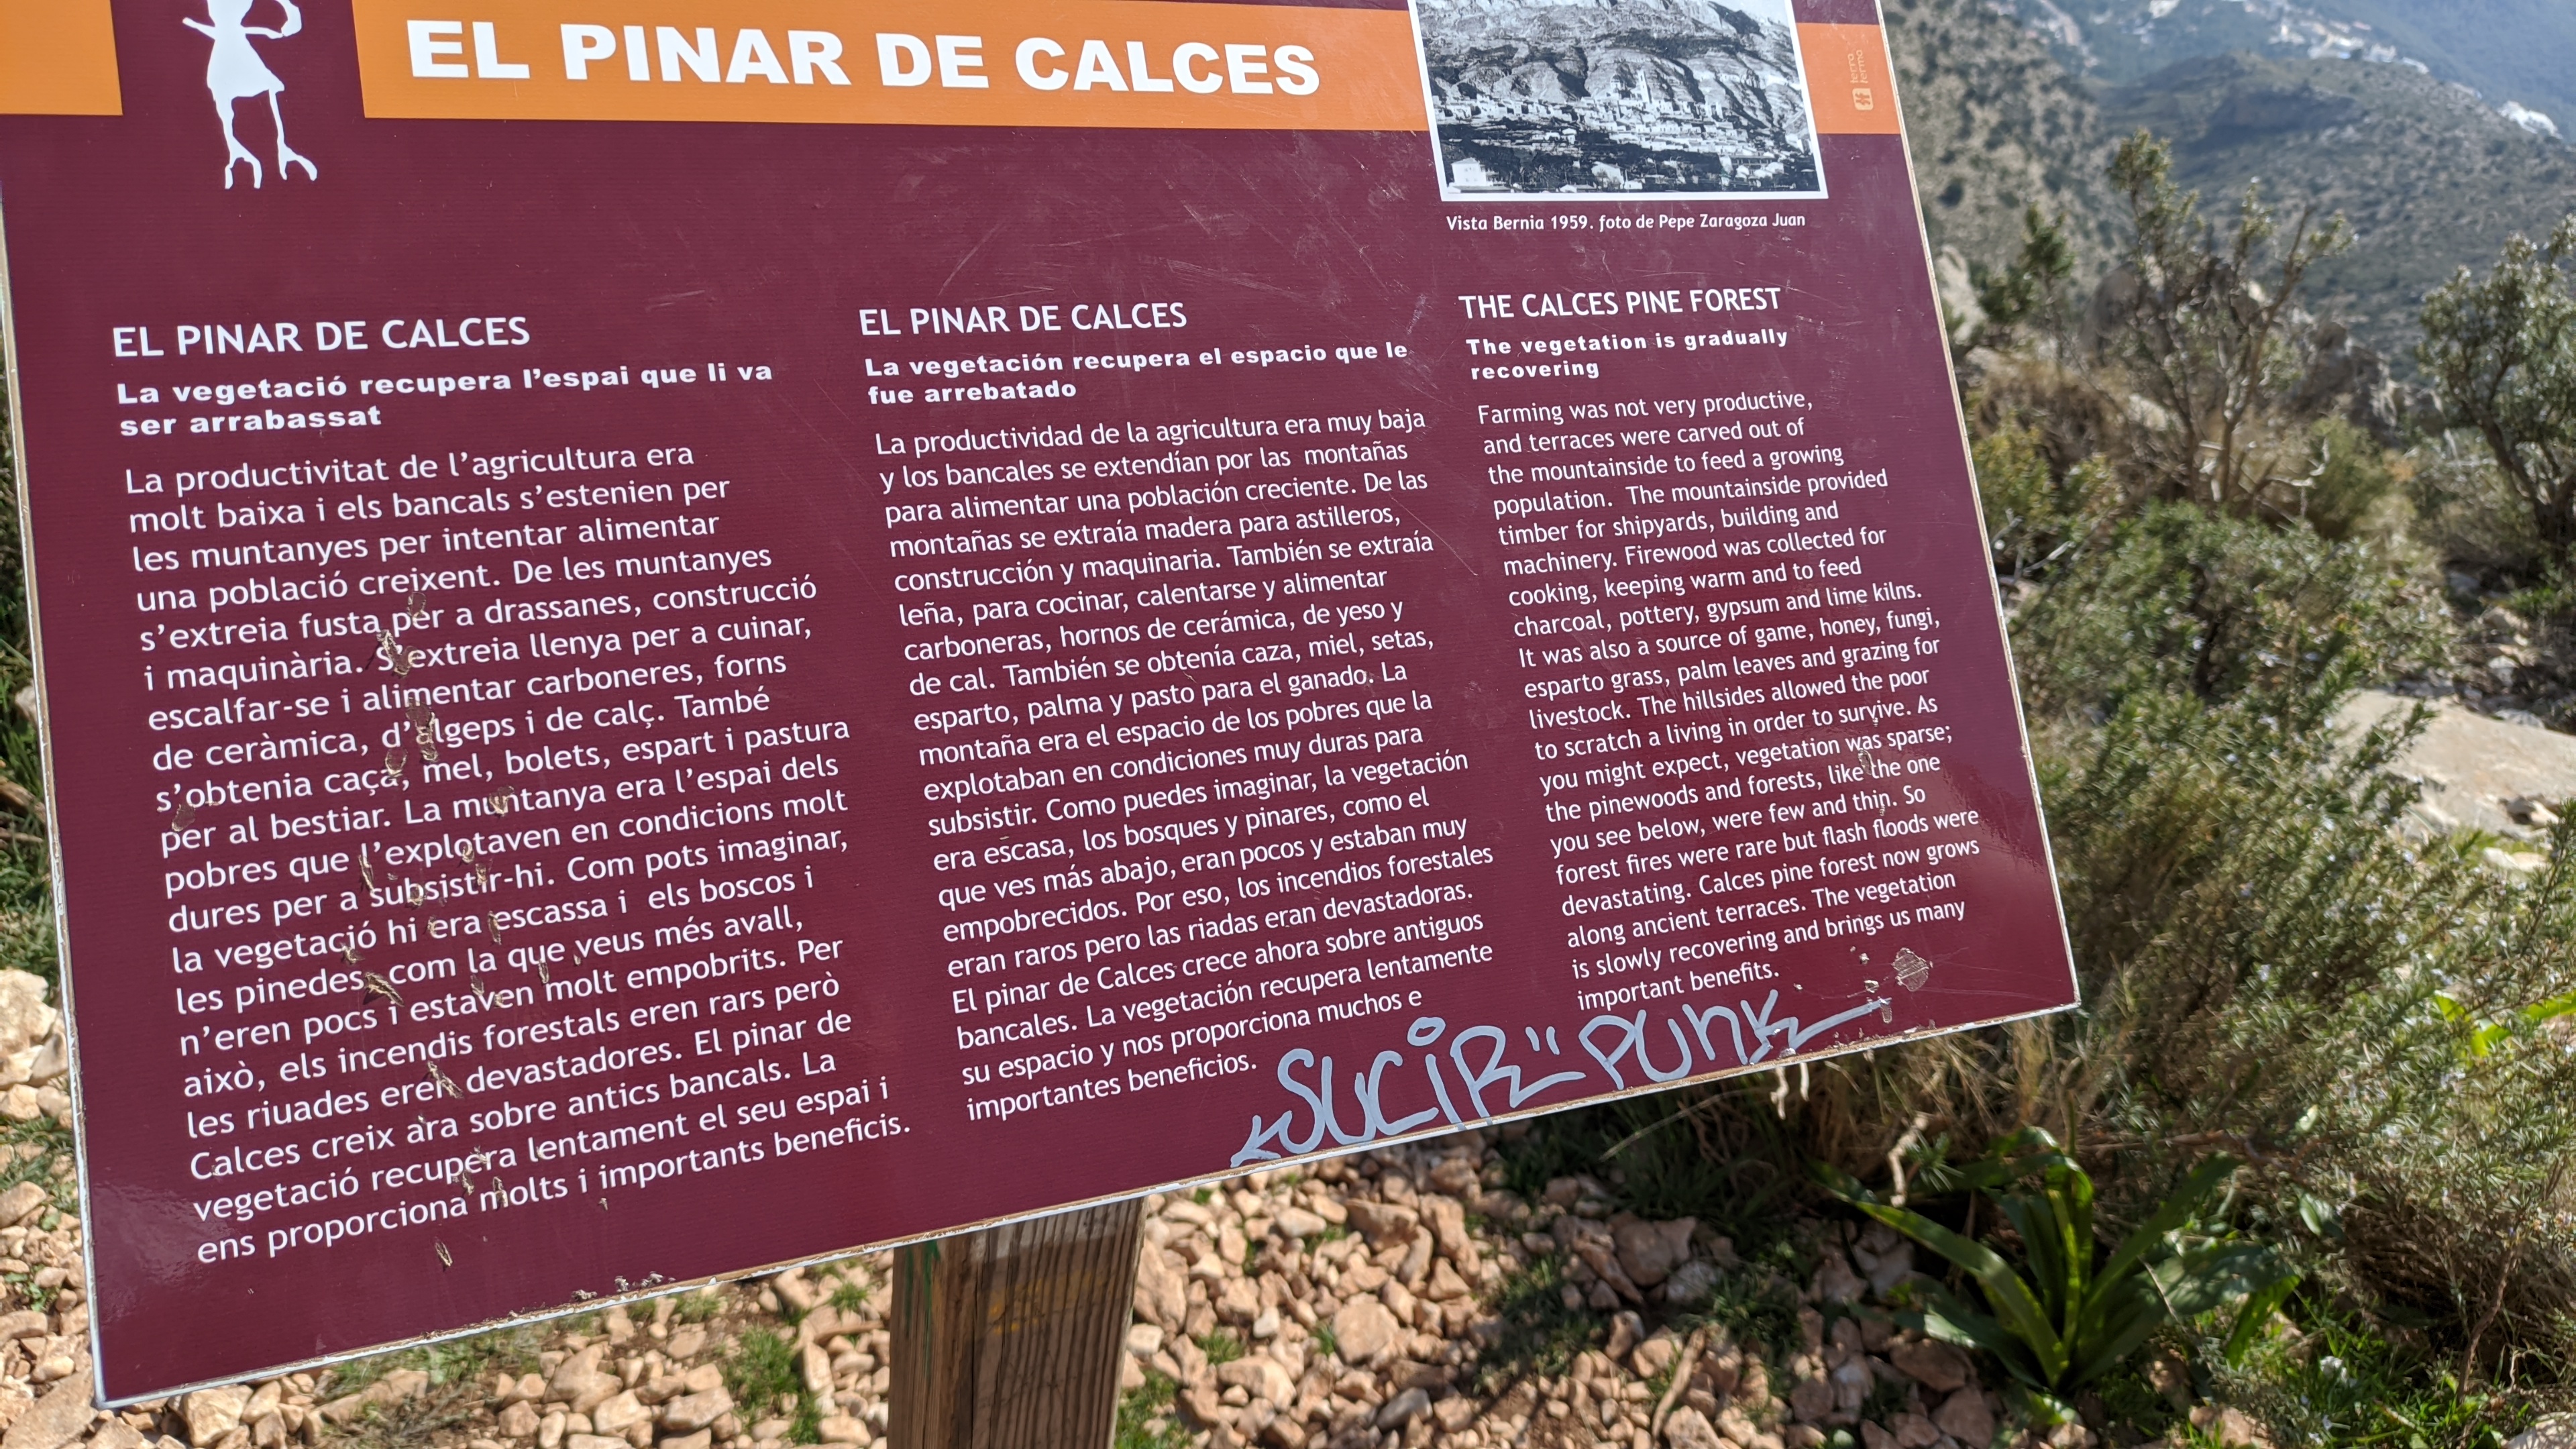 EL PINAR DE CALCES
terra
ferma
Vista Bernia 1959. foto de Pepe Zaragoza Juan
EL PINAR DE CALCES
La vegetació recupera l'espai que li va
ser arrabassat
La productivitat de l'agricultura era
molt baixa i els bancals s'estenien per
les muntanyes per intentar alimentar
una població creixent. De les muntanyes
s'extreia fusta per a drassanes, construcció
i maquinària. S'extreia llenya per a cuinar,
escalfar-se i alimentar carboneres, forns
de ceràmica, d'algeps i de calç. També
s'obtenia caça, mel, bolets, espart i pastura
per al bestiar. La muntanya era l'espai dels
pobres que l'explotaven en condicions molt
dures per a subsistir-hi. Com pots imaginar,
la vegetació hi era escassa i els boscos i
les pinedes, com la que veus més avall,
n'eren pocs i estaven molt empobrits. Per
això, els incendis forestals eren rars però
les riuades eren devastadores. El pinar de
Calces creix ara sobre antics bancals. La
vegetació recupera lentament el seu espai i
ens proporciona molts i importants beneficis.
EL PINAR DE CALCES
La vegetación recupera el espacio que le
fue arrebatado
La productividad de la agricultura era muy baja
y los bancales se extendían por las montañas
para alimentar una población creciente. De las
montañas se extraía madera para astilleros,
construcción y maquinaria. También se extraía
leña, para cocinar, calentarse y alimentar
carboneras, hornos de cerámica, de yeso y
de cal. También se obtenía caza, miel, setas,
esparto, palma y pasto para el ganado. La
montaña era el espacio de los pobres que la
explotaban en condiciones muy duras para
subsistir. Como puedes imaginar, la vegetación
era escasa, los bosques y pinares, como el
que ves más abajo, eran pocos y estaban muy
empobrecidos. Por eso, los incendios forestales
eran raros pero las riadas eran devastadoras.
El pinar de Calces crece ahora sobre antiguos
bancales. La vegetación recupera lentamente
su espacio y nos proporciona muchos e
importantes beneficios.
THE CALCES PINE FOREST
The vegetation is gradually
recovering
Farming was not very productive,
and terraces were carved out of
the mountainside to feed a growing
population. The mountainside provided
timber for shipyards, building and
machinery. Firewood was collected for
cooking, keeping warm and to feed
charcoal, pottery, gypsum and lime kilns.
It was also a source of game, honey, fungi,
esparto grass, palm leaves and grazing for
livestock. The hillsides allowed the poor
to scratch a living in order to survive. As
you might expect, vegetation was sparse;
the pinewoods and forests, like the one
you see below, were few and thin. So
forest fires were rare but flash floods were
devastating. Calces pine forest now grows
along ancient terraces. The vegetation
is slowly recovering and brings us many
important benefits.
SUCIR" PUNK